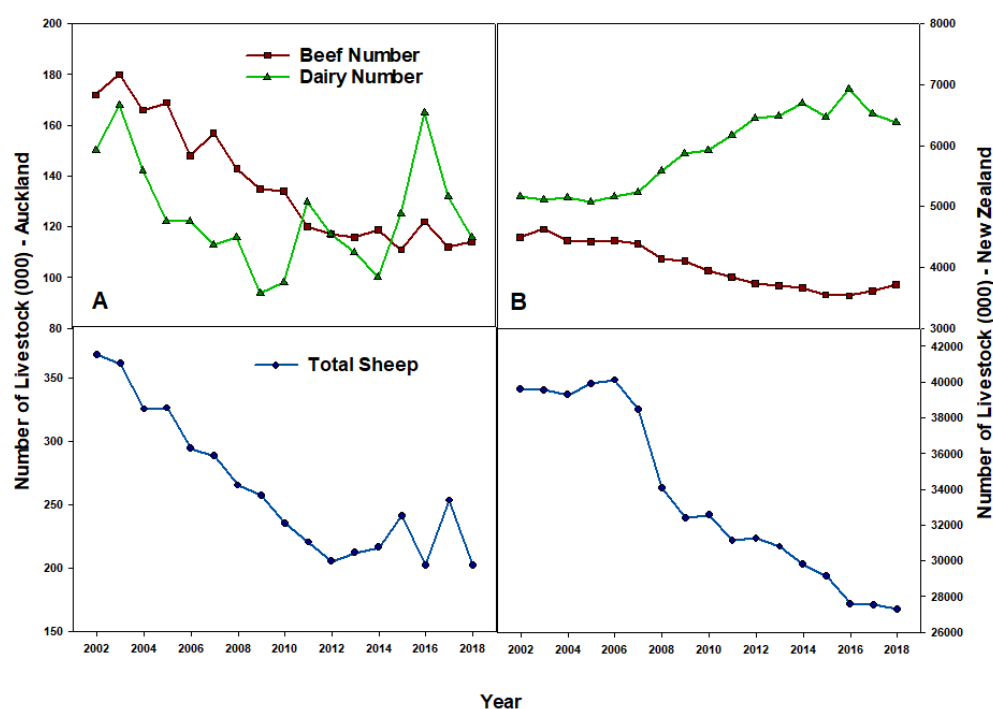 Number of Livestock (000) - Auckland
200
180
160
140
120
100
80
Beef Number
Dairy Number
A
B
8000
7000
6000
5000
4000
3000
Number of Livestock (000) - New Zealand
350
300
250
200
150
Total Sheep
42000
40000
38000
36000
34000
32000
30000
28000
26000
2002 2004 2006 2008 2010 2012 2014 2016 2018
2002 2004 2006 2008 2010 2012 2014 2016 2018
Year